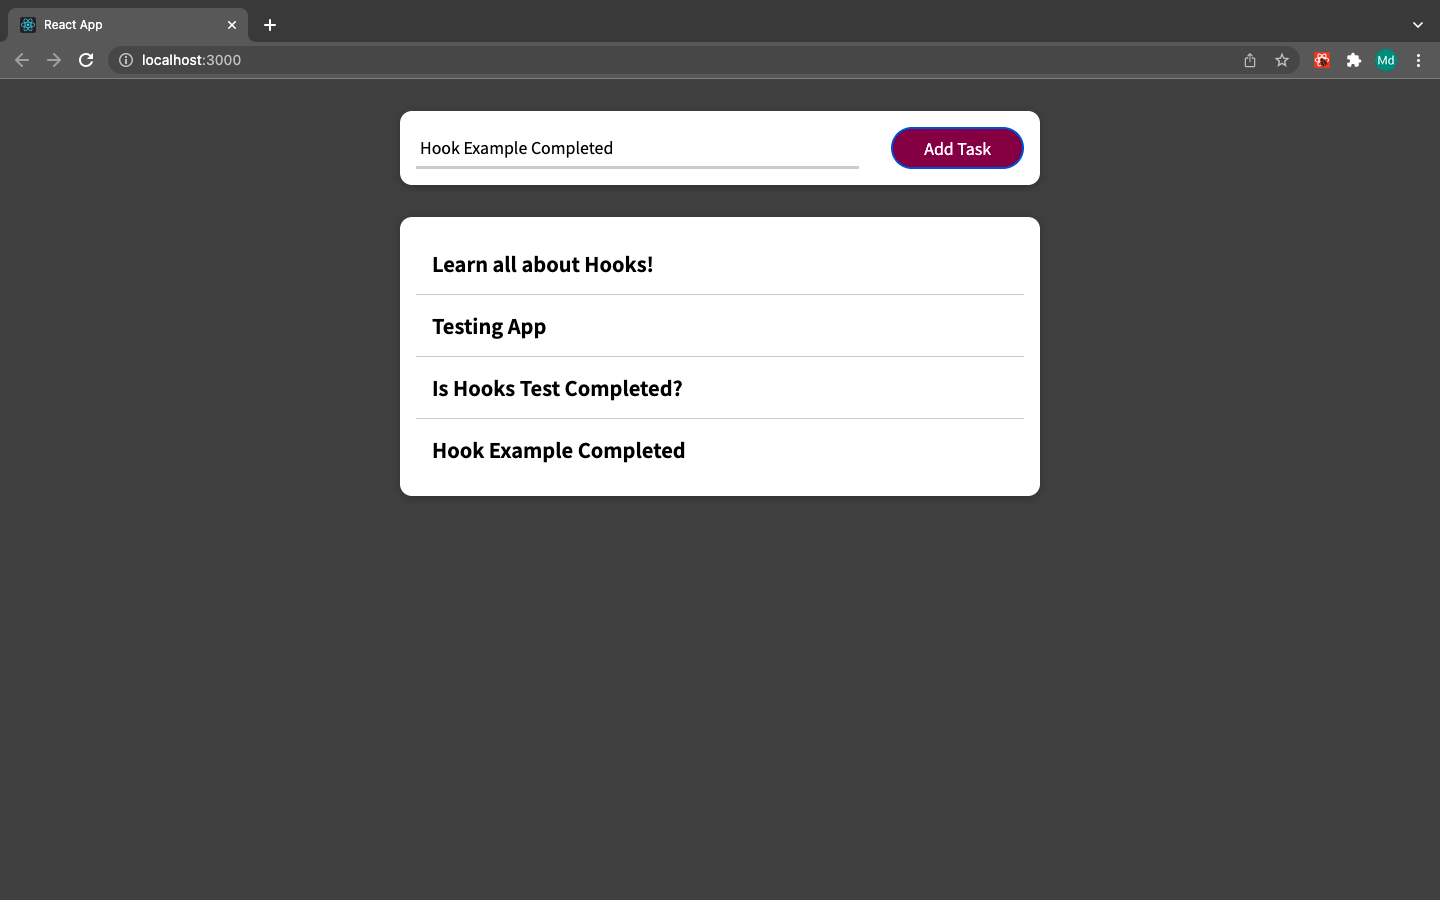 React App
localhost:3000
Md
Hook Example Completed
Add Task
Learn all about Hooks!
Testing App
Is Hooks Test Completed?
Hook Example Completed